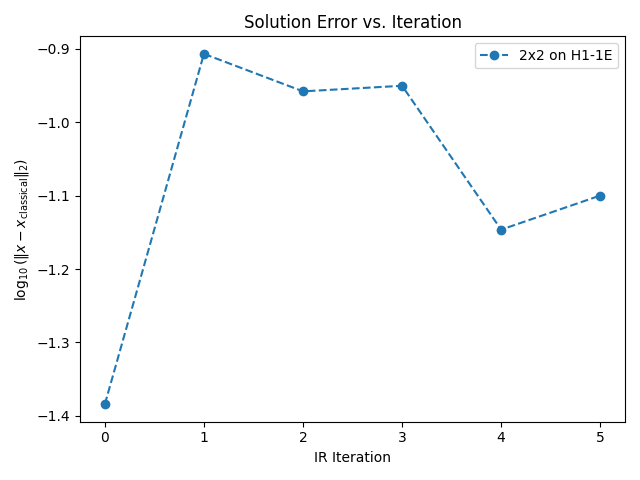 Solution Error vs. Iteration
2x2 on H1-1E
−0.9
−1.0
−1.1
−1.2
−1.3
−1.4
log₁₀(‖x − x_classical‖₂)
0 1 2 3 4 5
IR Iteration